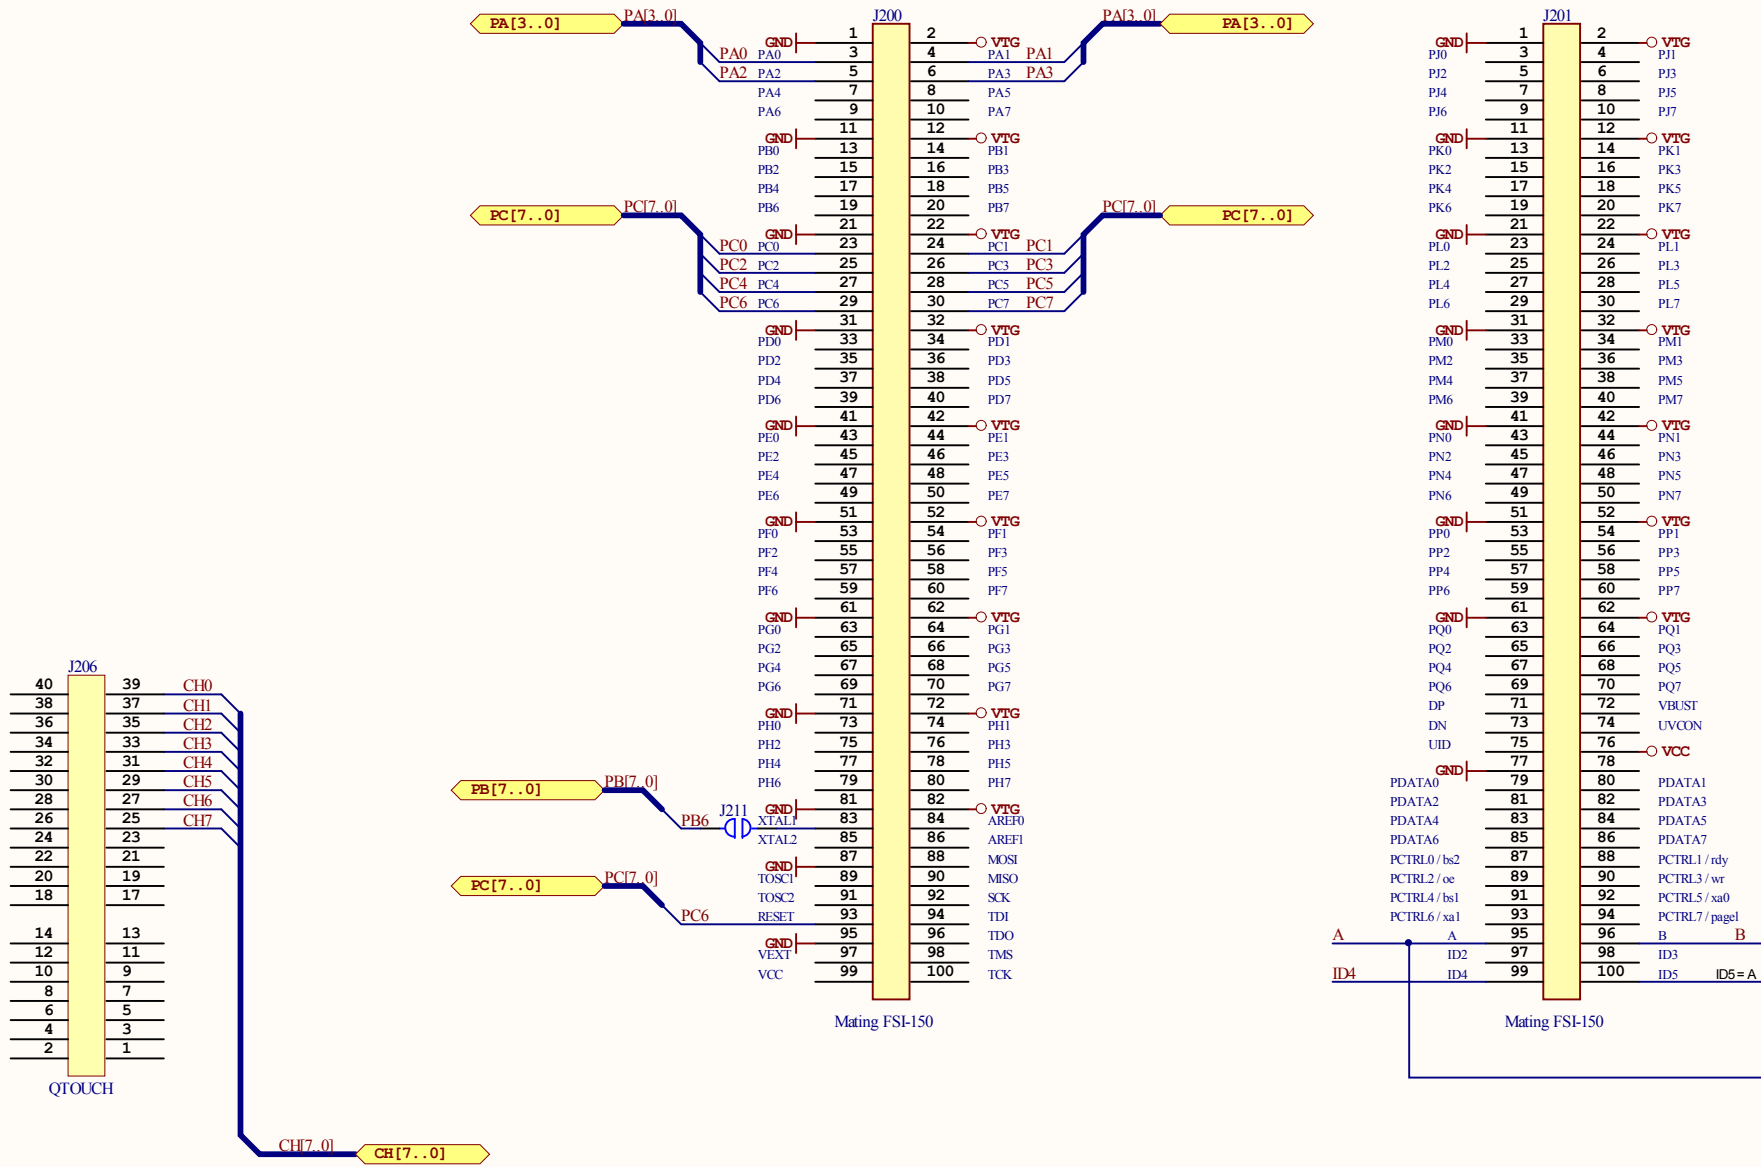 PA[3..0] PA[3..0] J200 PA[3..0] PA[3..0] J201
GND 1 2 VTG GND 1 2 VTG
PA0 PA0 3 4 PA1 PA1 PJ0 3 4 PJ1
PA2 PA2 5 6 PA3 PA3 PJ2 5 6 PJ3
PA4 7 8 PA5 PJ4 7 8 PJ5
PA6 9 10 PA7 PJ6 9 10 PJ7
GND 11 12 VTG GND 11 12 VTG
PB0 13 14 PB1 PK0 13 14 PK1
PB2 15 16 PB3 PK2 15 16 PK3
PB4 17 18 PB5 PK4 17 18 PK5
PC[7..0] PC[7..0] PB6 19 20 PB7 PC[7..0] PC[7..0] PK6 19 20 PK7
GND 21 22 VTG GND 21 22 VTG
PC0 PC0 23 24 PC1 PC1 PL0 23 24 PL1
PC2 PC2 25 26 PC3 PC3 PL2 25 26 PL3
PC4 PC4 27 28 PC5 PC5 PL4 27 28 PL5
PC6 PC6 29 30 PC7 PC7 PL6 29 30 PL7
GND 31 32 VTG GND 31 32 VTG
PD0 33 34 PD1 PM0 33 34 PM1
PD2 35 36 PD3 PM2 35 36 PM3
PD4 37 38 PD5 PM4 37 38 PM5
PD6 39 40 PD7 PM6 39 40 PM7
GND 41 42 VTG GND 41 42 VTG
PE0 43 44 PE1 PN0 43 44 PN1
PE2 45 46 PE3 PN2 45 46 PN3
PE4 47 48 PE5 PN4 47 48 PN5
PE6 49 50 PE7 PN6 49 50 PN7
GND 51 52 VTG GND 51 52 VTG
PF0 53 54 PF1 PP0 53 54 PP1
PF2 55 56 PF3 PP2 55 56 PP3
PF4 57 58 PF5 PP4 57 58 PP5
PF6 59 60 PF7 PP6 59 60 PP7
GND 61 62 VTG GND 61 62 VTG
PG0 63 64 PG1 PQ0 63 64 PQ1
PG2 65 66 PG3 PQ2 65 66 PQ3
J206 PG4 67 68 PG5 PQ4 67 68 PQ5
40 39 CH0 PG6 69 70 PG7 PQ6 69 70 PQ7
38 37 CH1 GND 71 72 VTG DP 71 72 VBUST
36 35 CH2 PH0 73 74 PH1 DN 73 74 UVCON
34 33 CH3 PH2 75 76 PH3 UID 75 76 VCC
32 31 CH4 PH4 77 78 PH5 GND 77 78
30 29 CH5 PB[7..0] PB[7..0] PH6 79 80 PH7 PDATA0 79 80 PDATA1
28 27 CH6 J211 GND 81 82 VTG PDATA2 81 82 PDATA3
26 25 CH7 PB6 XTAL1 83 84 AREF0 PDATA4 83 84 PDATA5
24 23 XTAL2 85 86 AREF1 PDATA6 85 86 PDATA7
22 21 GND 87 88 MOSI PCTRL0 / bs2 87 88 PCTRL1 / rdy
20 19 PC[7..0] PC[7..0] TOSC1 89 90 MISO PCTRL2 / oe 89 90 PCTRL3 / wr
18 17 TOSC2 91 92 SCK PCTRL4 / bs1 91 92 PCTRL5 / xa0
PC6 RESET 93 94 TDI PCTRL6 / xa1 93 94 PCTRL7 / pagel
14 13 GND 95 96 TDO A A 95 96 B B
12 11 VEXT 97 98 TMS ID2 97 98 ID3
10 9 VCC 99 100 TCK ID4 ID4 99 100 ID5 ID5 = A
8 7
6 5 Mating FSI-150 Mating FSI-150
4 3
2 1
QTOUCH
CH[7..0] CH[7..0]